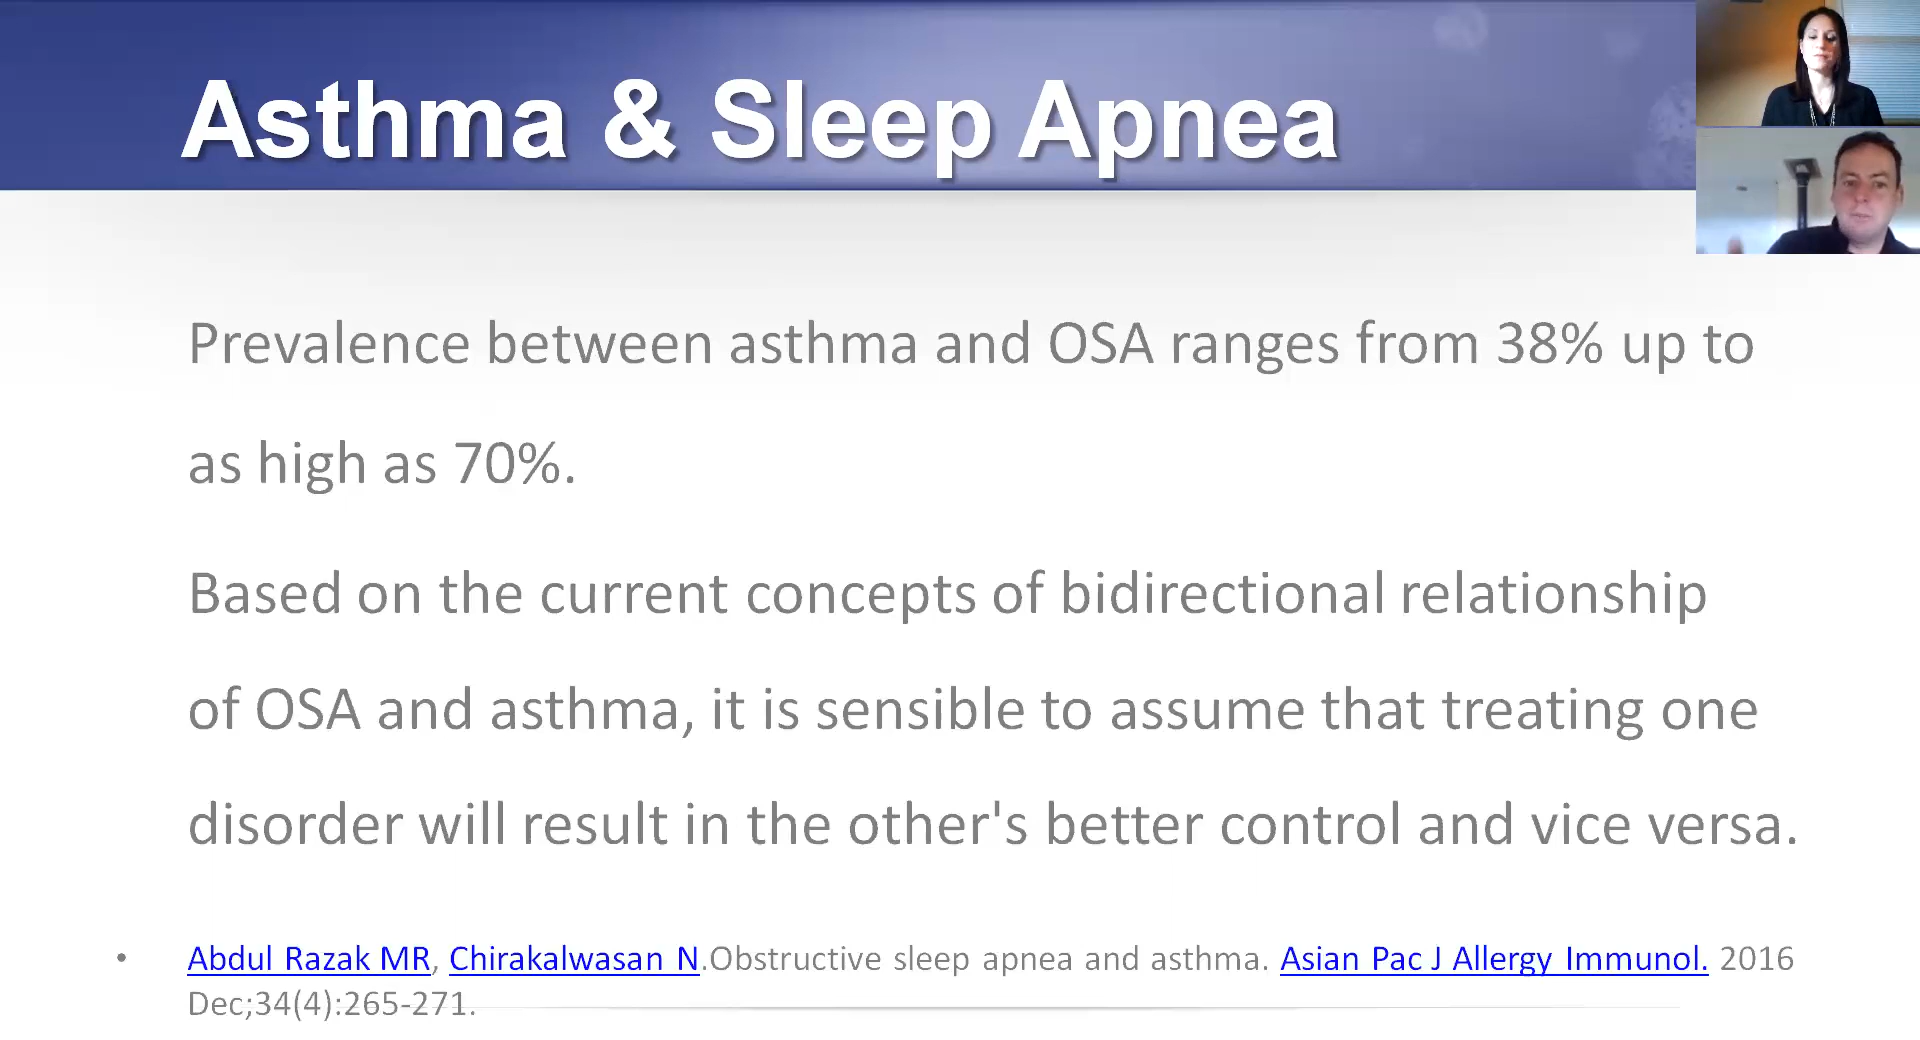 Asthma & Sleep Apnea
Prevalence between asthma and OSA ranges from 38% up to
as high as 70%.
Based on the current concepts of bidirectional relationship
of OSA and asthma, it is sensible to assume that treating one
disorder will result in the other's better control and vice versa.
• Abdul Razak MR, Chirakalwasan N.Obstructive sleep apnea and asthma. Asian Pac J Allergy Immunol. 2016
Dec;34(4):265-271.